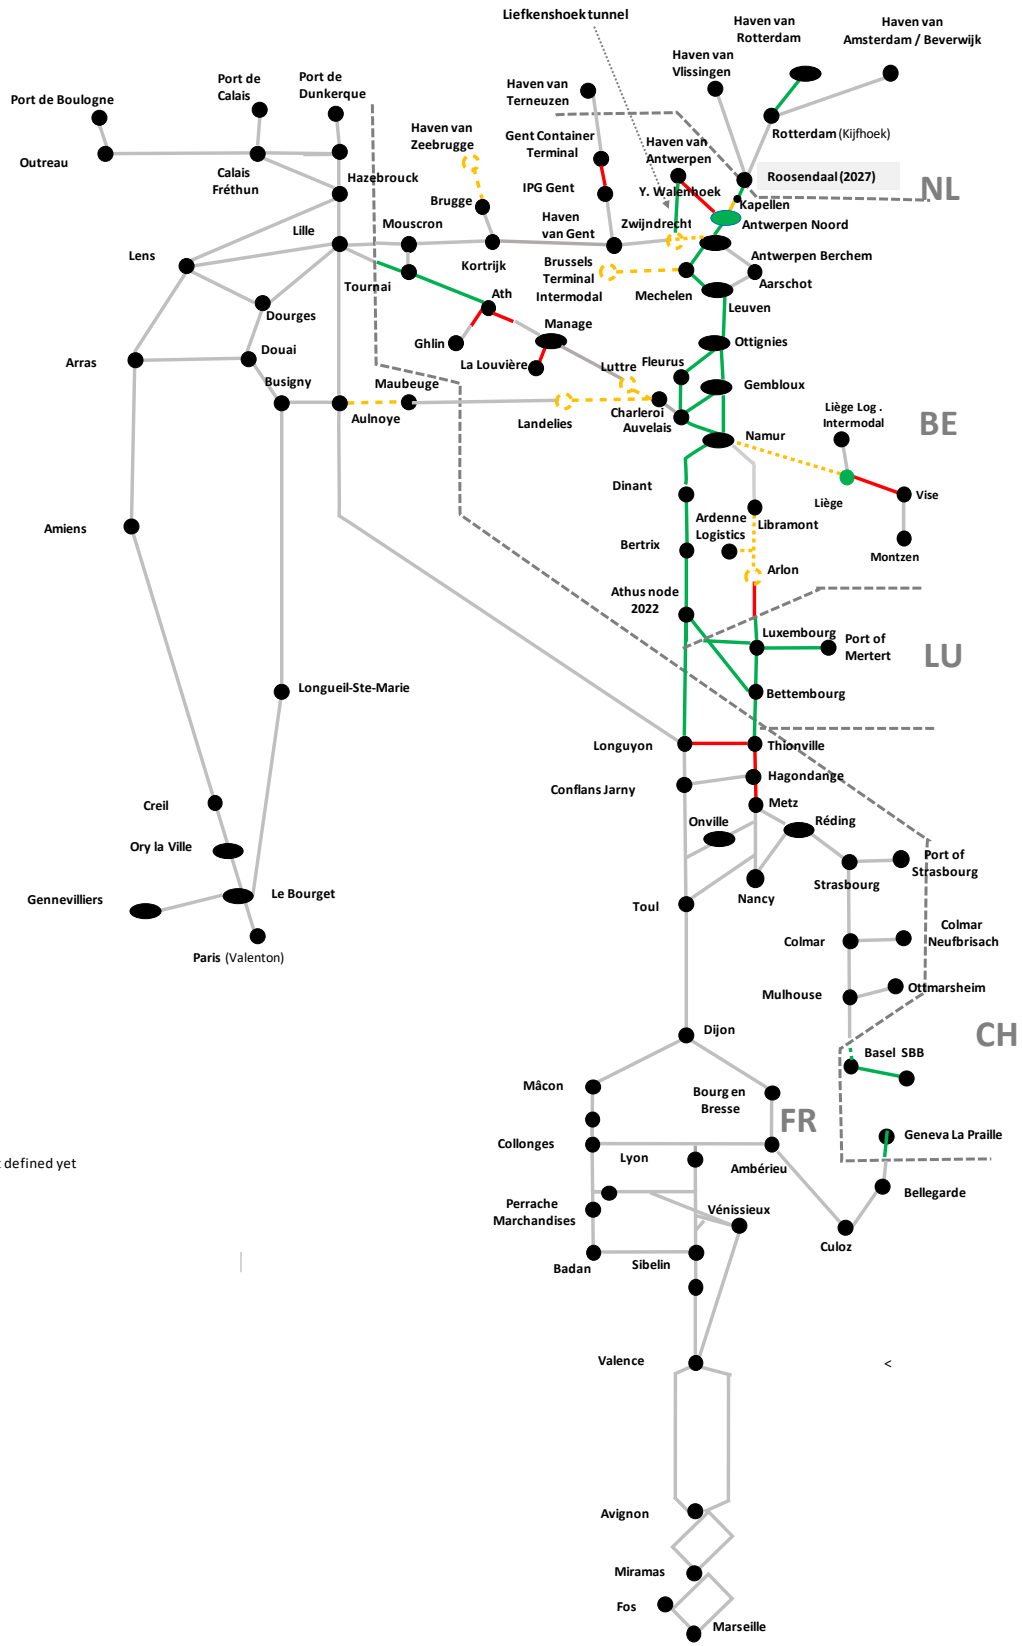 Liefkenshoek tunnel
Haven van
Rotterdam
Haven van
Amsterdam / Beverwijk
Haven van
Vlissingen
Port de
Calais
Port de
Dunkerque
Port de Boulogne
Haven van
Terneuzen
Haven van
Zeebrugge
Gent Container
Terminal
Haven van
Antwerpen
Rotterdam (Kijfhoek)
Outreau
Calais
Fréthun
Hazebrouck
Roosendaal (2027)
NL
IPG Gent
Y. Walenhoek
Kapellen
Brugge
Mouscron
Haven
van Gent
Zwijndrecht
Antwerpen Noord
Lille
Lens
Kortrijk
Brussels
Terminal
Intermodal
Antwerpen Berchem
Aarschot
Tournai
Ath
Mechelen
Leuven
Dourges
Manage
Ghlin
La Louvière
Ottignies
Arras
Douai
Luttre
Fleurus
Gembloux
Busigny
Maubeuge
Aulnoye
Landelies
Charleroi
Auvelais
Liège Log .
Intermodal
BE
Namur
Dinant
Liège
Vise
Amiens
Ardenne
Logistics
Libramont
Bertrix
Montzen
Arlon
Athus node
2022
Luxembourg
Port of
Mertert
LU
Longueil-Ste-Marie
Bettembourg
Longuyon
Thionville
Conflans Jarny
Hagondange
Creil
Metz
Onville
Réding
Ory la Ville
Port of
Strasbourg
Strasbourg
Gennevilliers
Le Bourget
Nancy
Toul
Paris (Valenton)
Colmar
Colmar
Neufbrisach
Mulhouse
Ottmarsheim
Dijon
CH
Basel SBB
Mâcon
Bourg en
Bresse
FR
Geneva La Praille
Collonges
t defined yet
Lyon
Ambérieu
Bellegarde
Perrache
Marchandises
Vénissieux
Culoz
Badan
Sibelin
Valence
<
Avignon
Miramas
Fos
Marseille